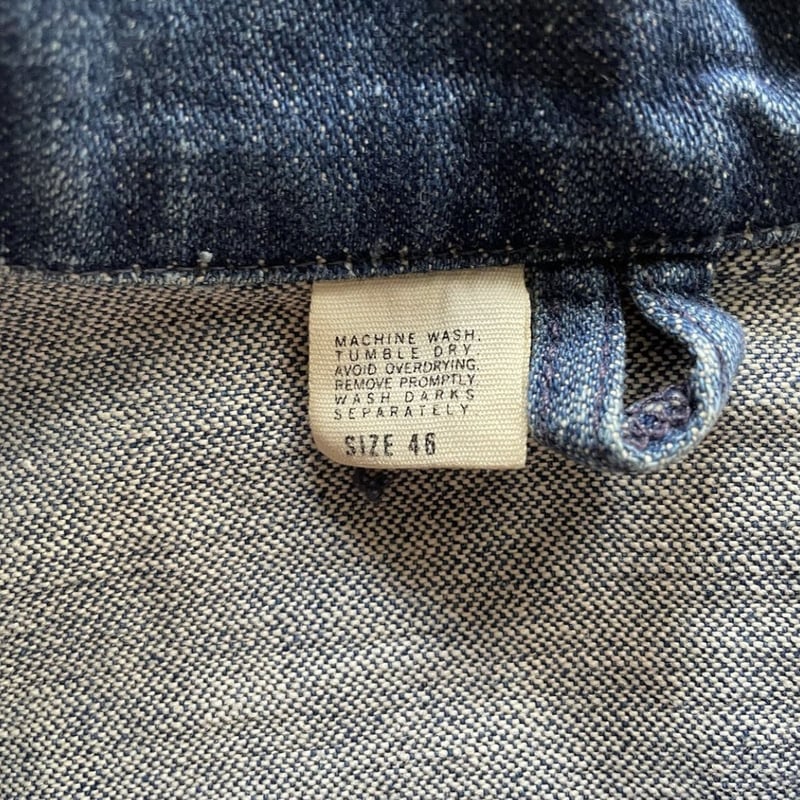 MACHINE WASH.
TUMBLE DRY.
AVOID OVERDRYING.
REMOVE PROMPTLY.
WASH DARKS
SEPARATELY.
SIZE 46